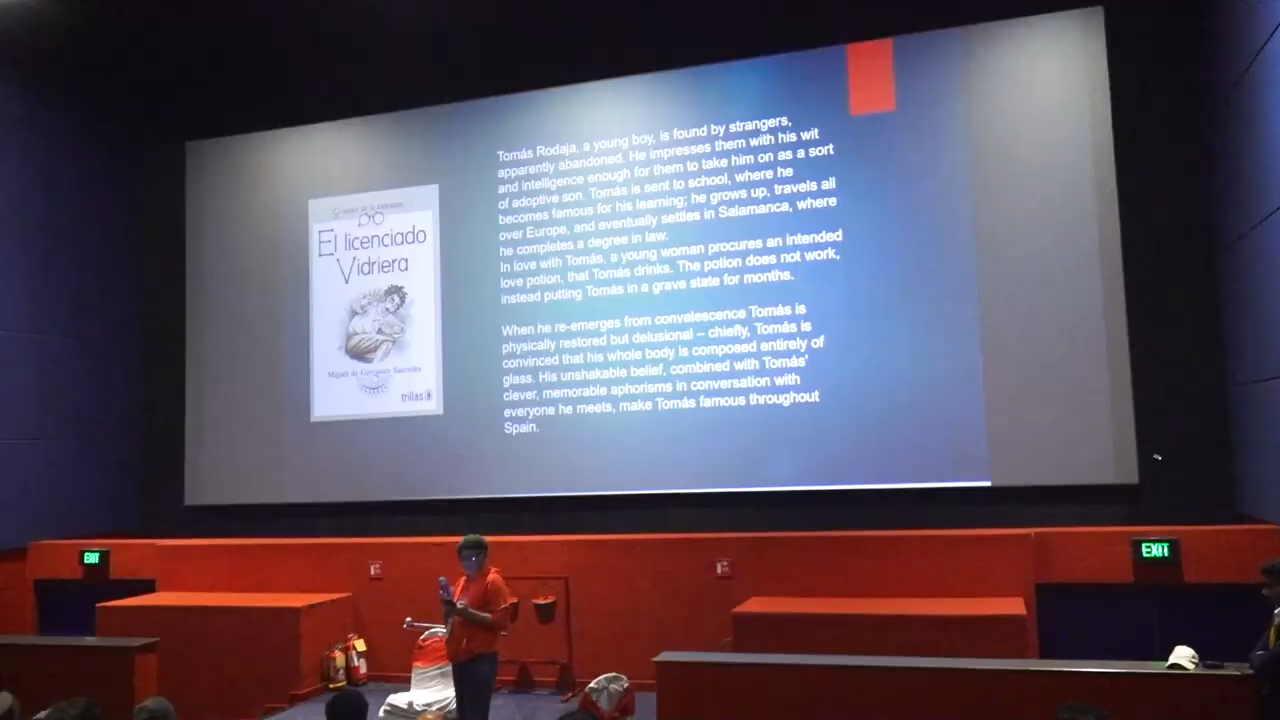 El licenciado
Vidriera
Miguel de Cervantes Saavedra
trillas
Tomás Rodaja, a young boy, is found by strangers,
apparently abandoned. He impresses them with his wit
and intelligence enough for them to take him on as a sort
of adoptive son. Tomás is sent to school, where he
becomes famous for his learning; he grows up, travels all
over Europe, and eventually settles in Salamanca, where
he completes a degree in law.
In love with Tomás, a young woman procures an intended
love potion, that Tomás drinks. The potion does not work,
instead putting Tomás in a grave state for months.
When he re-emerges from convalescence Tomás is
physically restored but delusional – chiefly, Tomás is
convinced that his whole body is composed entirely of
glass. His unshakable belief, combined with Tomás'
clever, memorable aphorisms in conversation with
everyone he meets, make Tomás famous throughout
Spain.
EXIT
EXIT